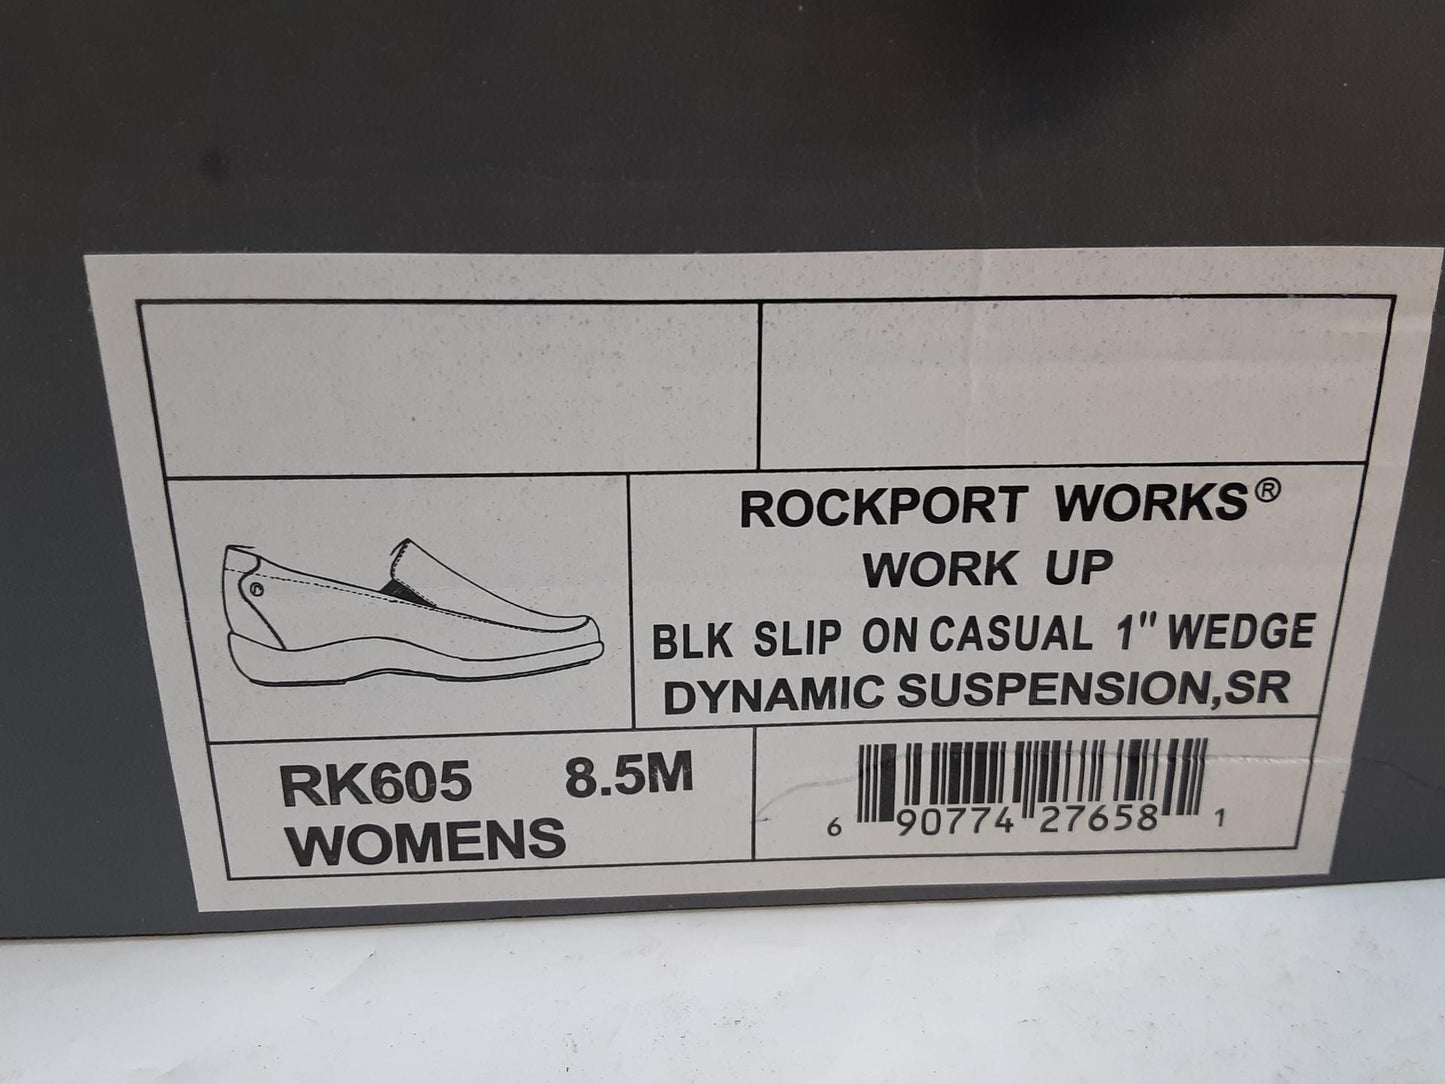 ROCKPORT WORKS®
WORK UP
BLK SLIP ON CASUAL 1" WEDGE
DYNAMIC SUSPENSION,SR
RK605 8.5M
WOMENS
6 90774 27658 1